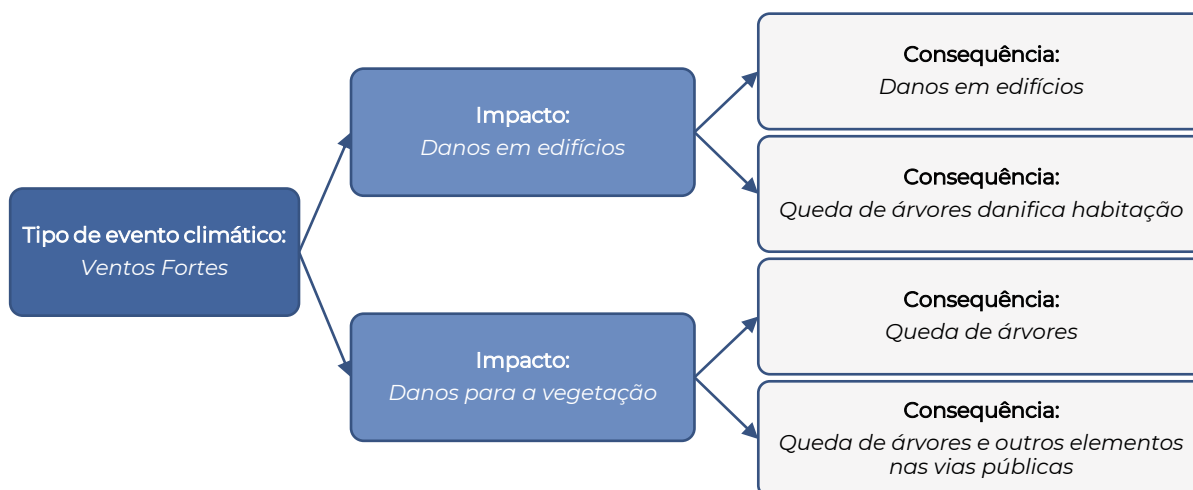 Tipo de evento climático:
Ventos Fortes
Impacto:
Danos em edifícios
Consequência:
Danos em edifícios
Consequência:
Queda de árvores danifica habitação
Impacto:
Danos para a vegetação
Consequência:
Queda de árvores
Consequência:
Queda de árvores e outros elementos
nas vias públicas